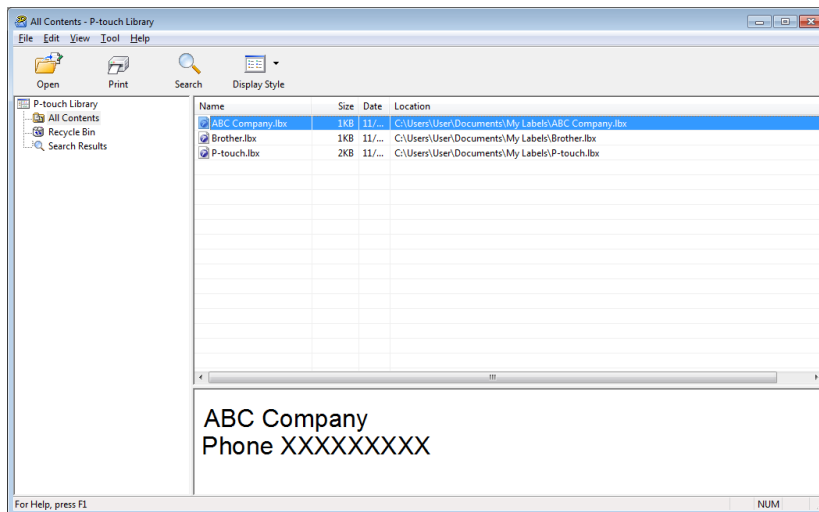 All Contents - P-touch Library
File Edit View Tool Help
Open Print Search Display Style
P-touch Library
All Contents
Recycle Bin
Search Results
Name Size Date Location
ABC Company.lbx 1KB 11/... C:\Users\User\Documents\My Labels\ABC Company.lbx
Brother.lbx 1KB 11/... C:\Users\User\Documents\My Labels\Brother.lbx
P-touch.lbx 2KB 11/... C:\Users\User\Documents\My Labels\P-touch.lbx
ABC Company
Phone XXXXXXXXX
For Help, press F1 NUM